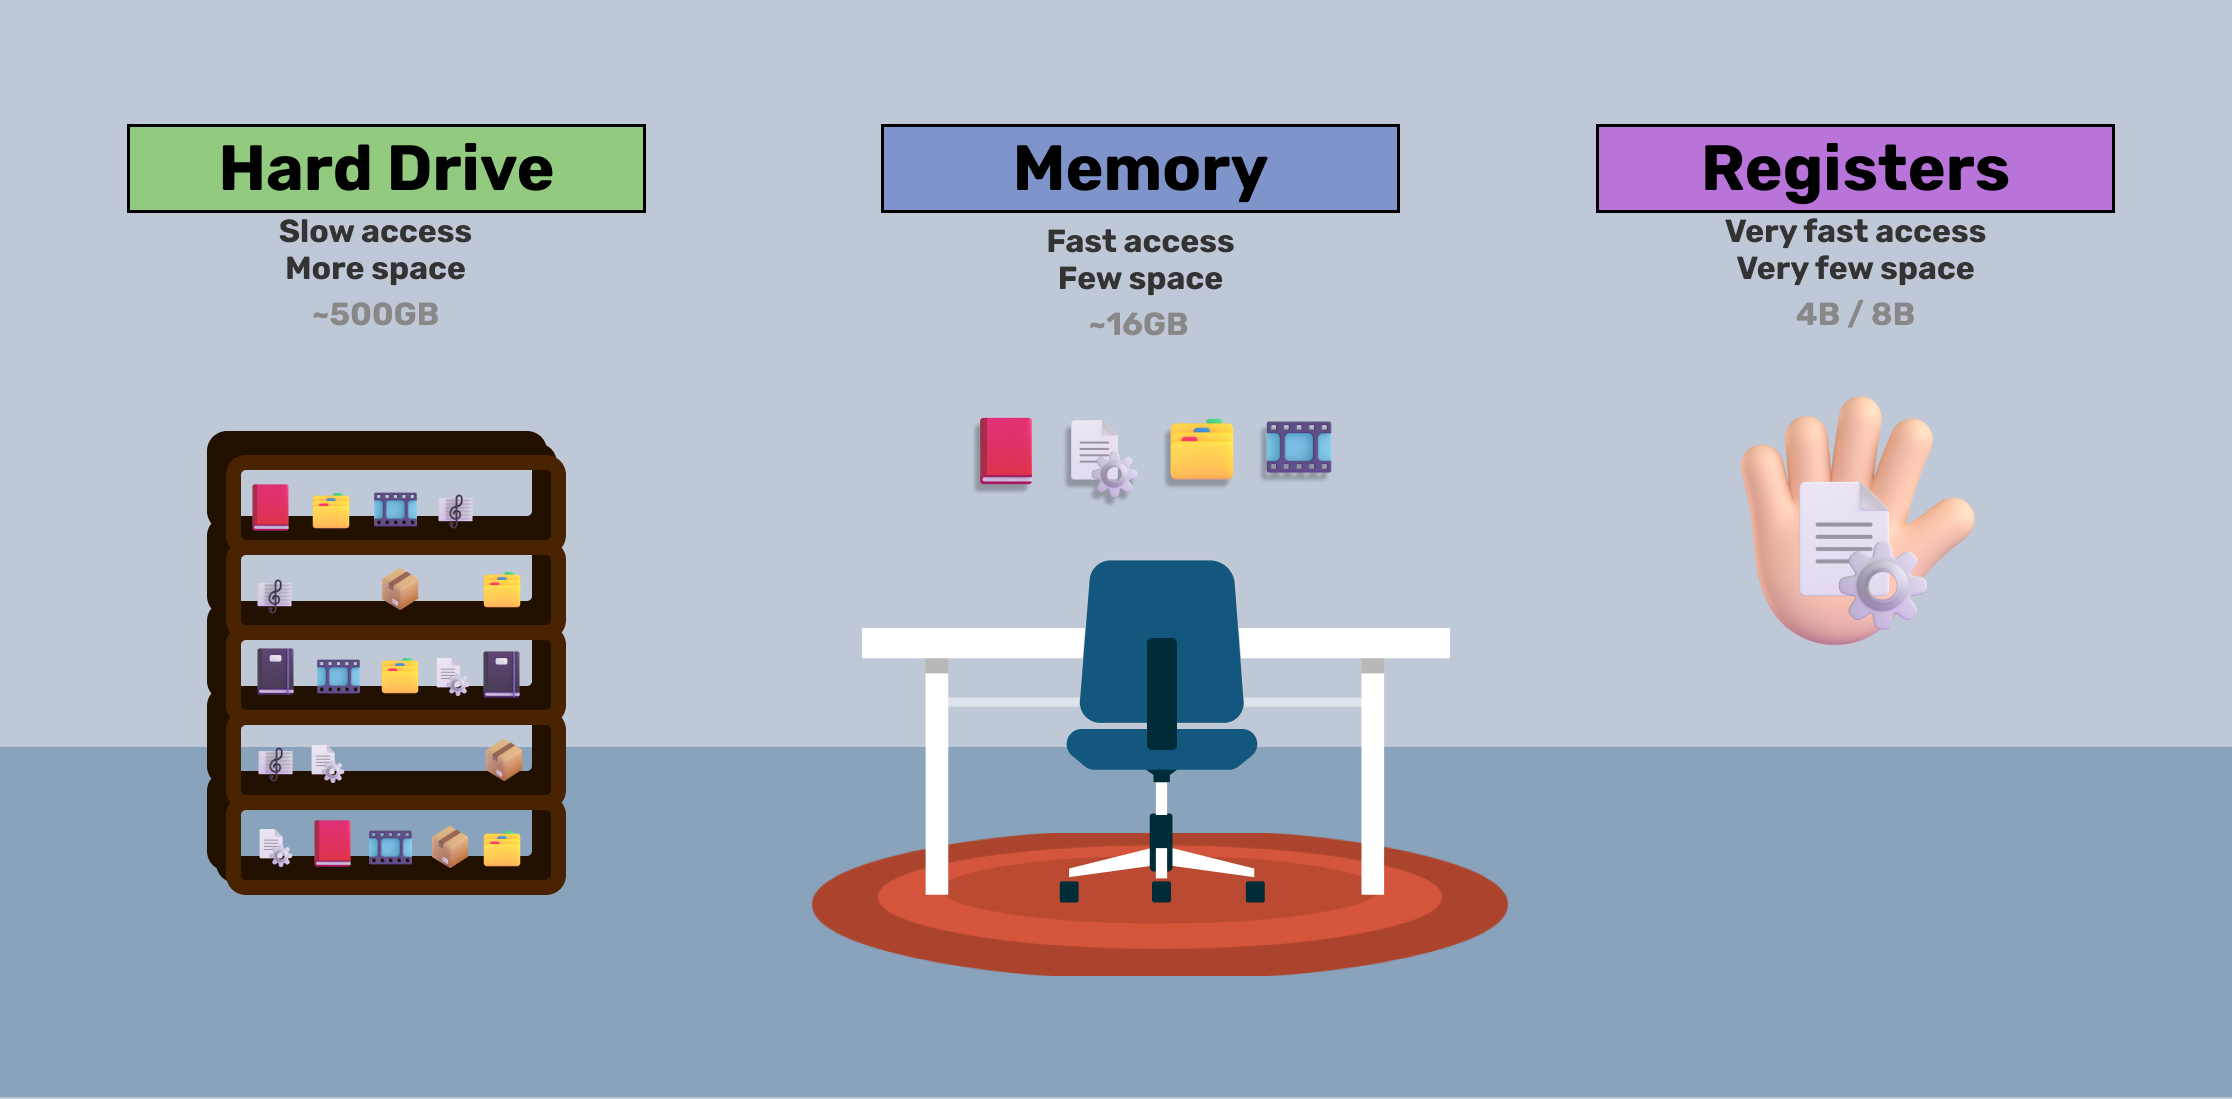 Hard Drive
Slow access
More space
~500GB
Memory
Fast access
Few space
~16GB
Registers
Very fast access
Very few space
4B / 8B